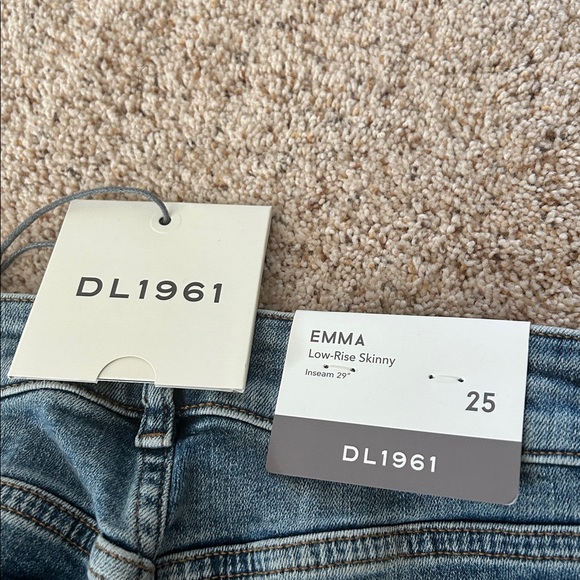 DL1961
EMMA
Low-Rise Skinny
Inseam 29"
25
DL1961